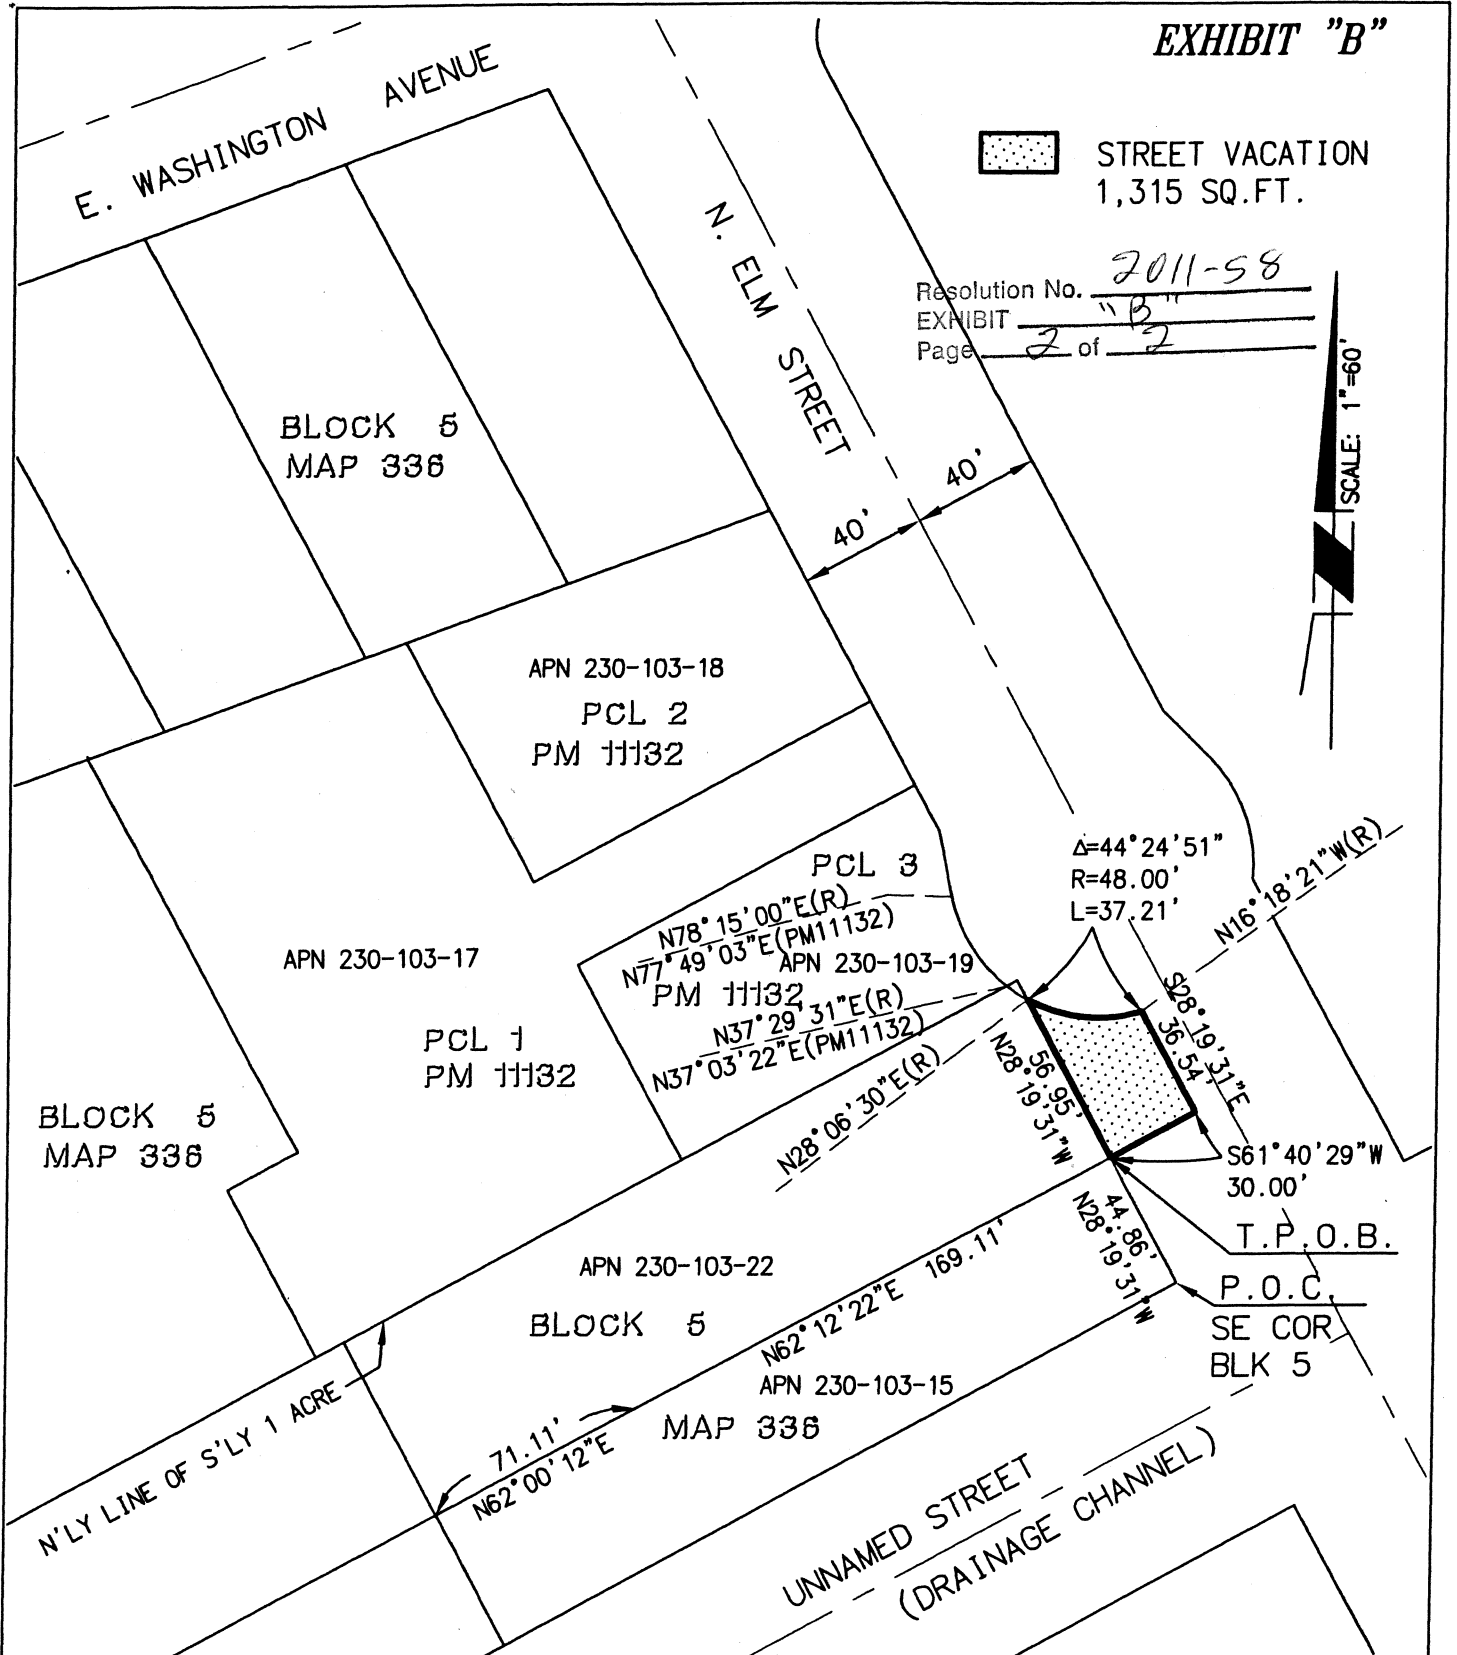 EXHIBIT "B"
E. WASHINGTON AVENUE
STREET VACATION
1,315 SQ.FT.
N. ELM STREET
Resolution No. 2011-58
EXHIBIT "B"
Page 2 of 2
SCALE: 1"=60'
BLOCK 5
MAP 336
40'
40'
APN 230-103-18
PCL 2
PM 11132
Δ=44°24'51"
R=48.00'
L=37.21'
N16°18'21"W(R)
PCL 3
N78°15'00"E(R)
N77°49'03"E(PM11132)
APN 230-103-19
PM 11132
N37°29'31"E(R)
N37°03'22"E(PM11132)
APN 230-103-17
PCL 1
PM 11132
N28°06'30"E(R)
56.95'
N28°19'31"W
S28°19'31"E
36.54'
BLOCK 5
MAP 336
S61°40'29"W
30.00'
T.P.O.B.
44.86'
N28°19'31"W
P.O.C.
SE COR
BLK 5
APN 230-103-22
BLOCK 5
N62°12'22"E 169.11'
APN 230-103-15
MAP 336
N'LY LINE OF S'LY 1 ACRE
71.11'
N62°00'12"E
UNNAMED STREET
(DRAINAGE CHANNEL)